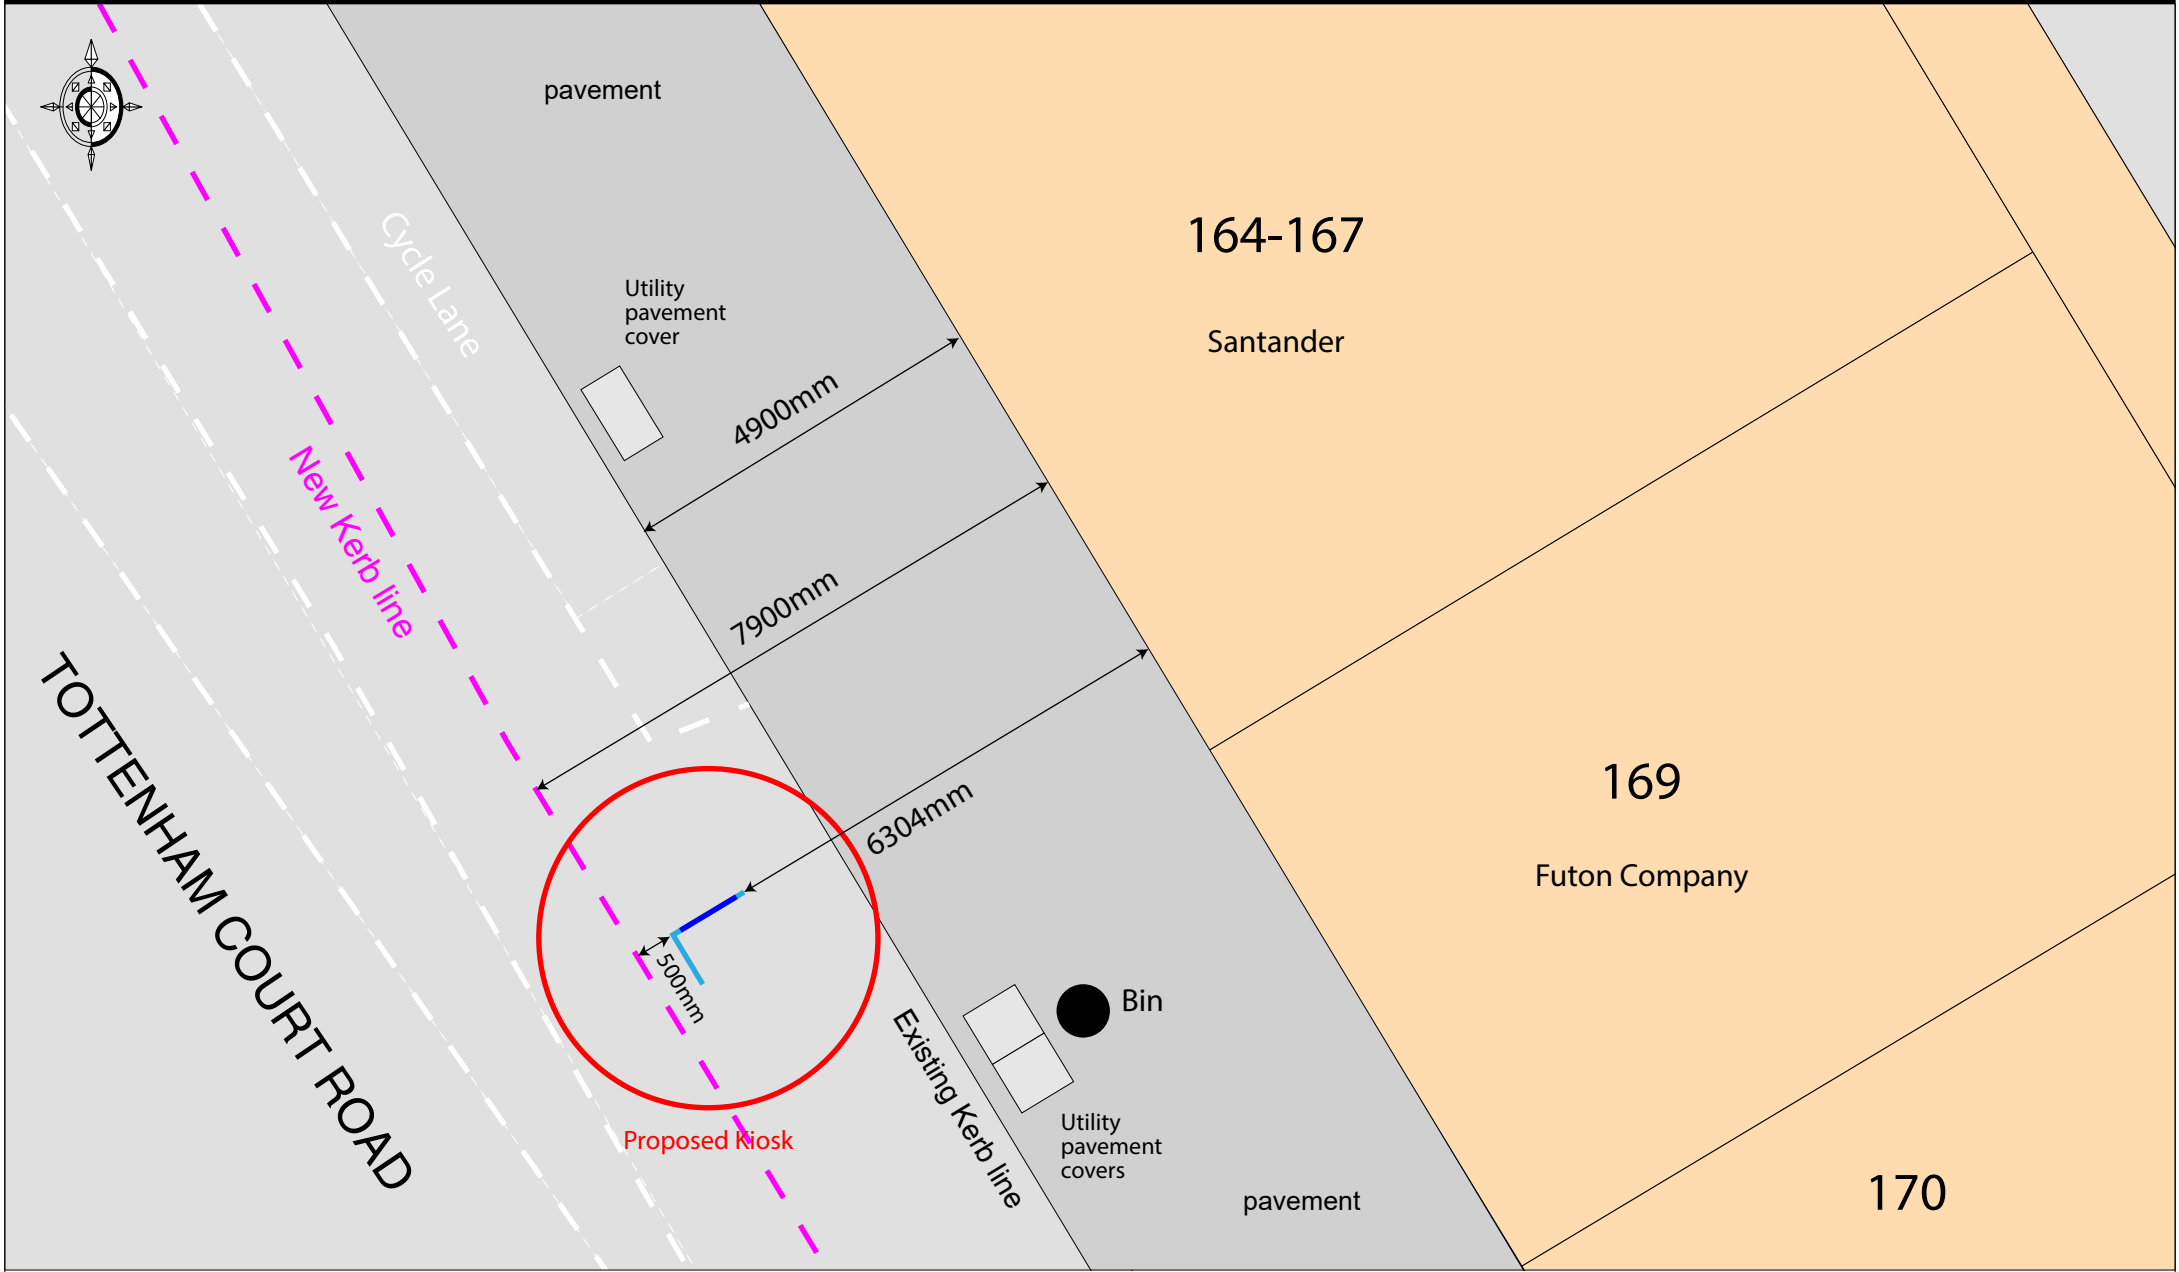 pavement
164-167
Cycle Lane
Utility
pavement
cover
Santander
4900mm
New Kerb line
7900mm
TOTTENHAM COURT ROAD
6304mm
169
Futon Company
500mm
Bin
Existing Kerb line
Proposed Kiosk
Utility
pavement
covers
pavement
170